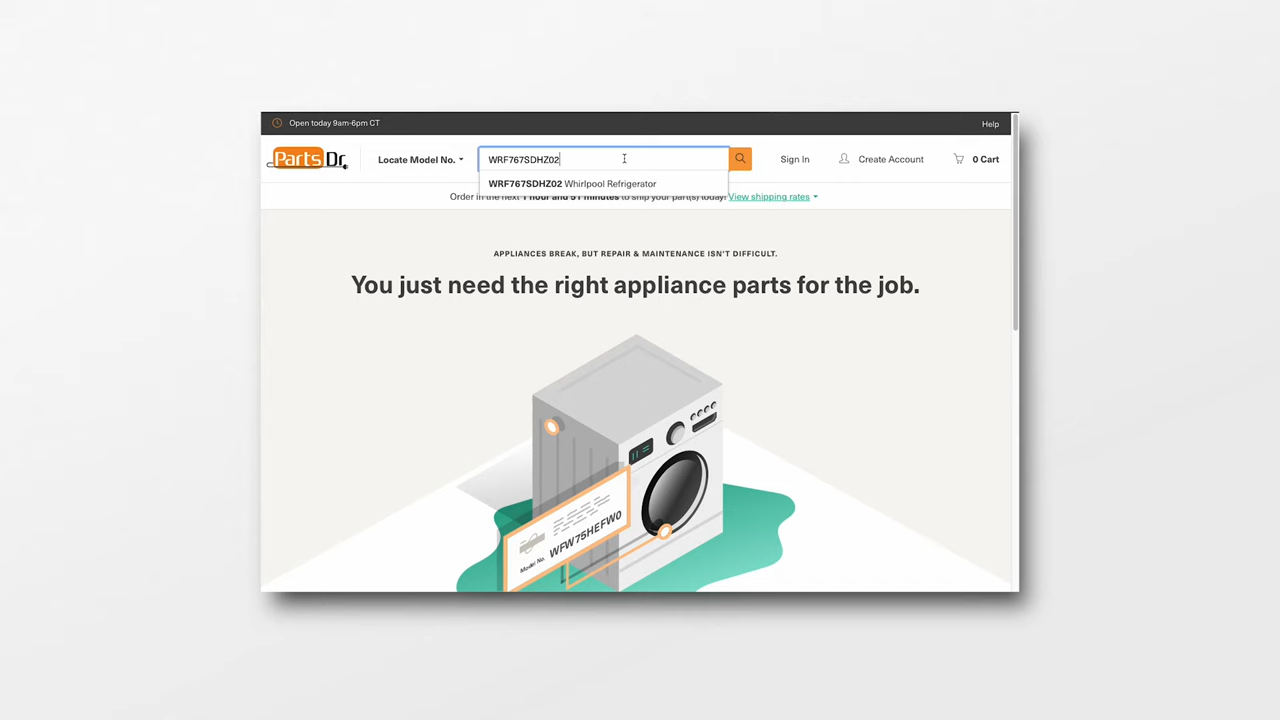 Open today 9am-6pm CT
Help
Parts Dr.
Locate Model No.
WRF767SDHZ02
Sign In
Create Account
0 Cart
WRF767SDHZ02 Whirlpool Refrigerator
Order in the next 1 hour and 51 minutes to ship your part(s) today! View shipping rates
APPLIANCES BREAK, BUT REPAIR & MAINTENANCE ISN'T DIFFICULT.
You just need the right appliance parts for the job.
Model No. WFW75HEFW0